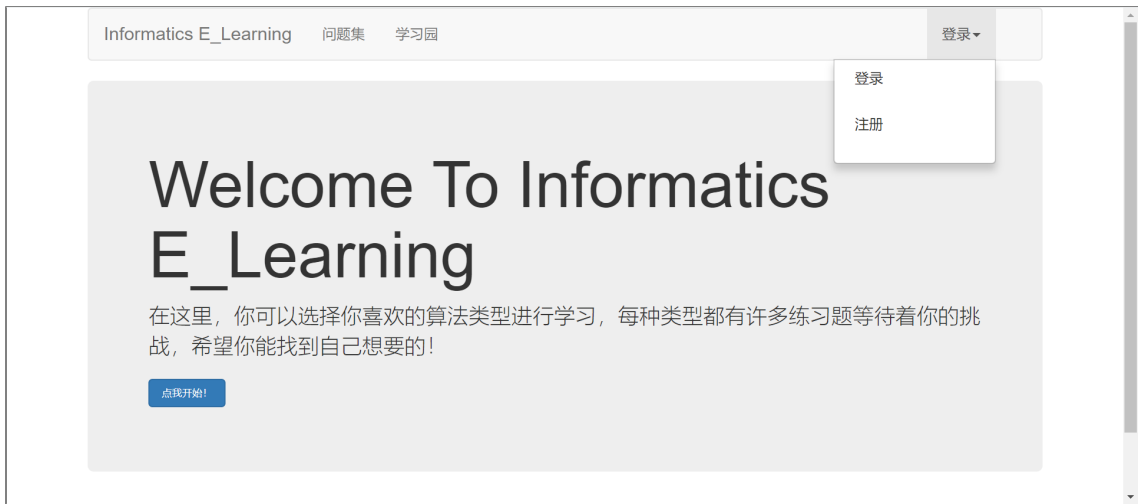 Informatics E_Learning 问题集 学习园 登录
登录
注册
Welcome To Informatics
E_Learning
在这里，你可以选择你喜欢的算法类型进行学习，每种类型都有许多练习题等待着你的挑
战，希望你能找到自己想要的！
点我开始！